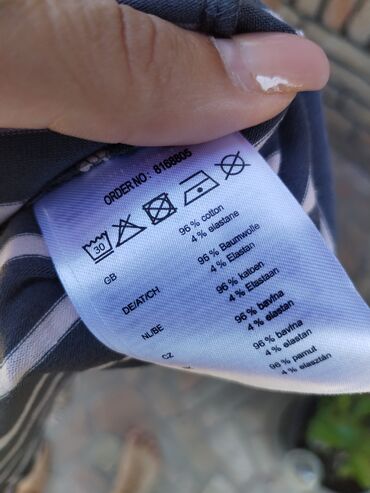 ORDER NO.: 8168805
30
GB
96 % cotton
4 % elastane
DE/AT/CH
96 % Baumwolle
4 % Elastan
NL/BE
96 % katoen
4 % Elastaan
CZ
96 % bavlna
4 % elastan
96 % bavlna
4 % elastan
96 % pamut
4 % elasztán